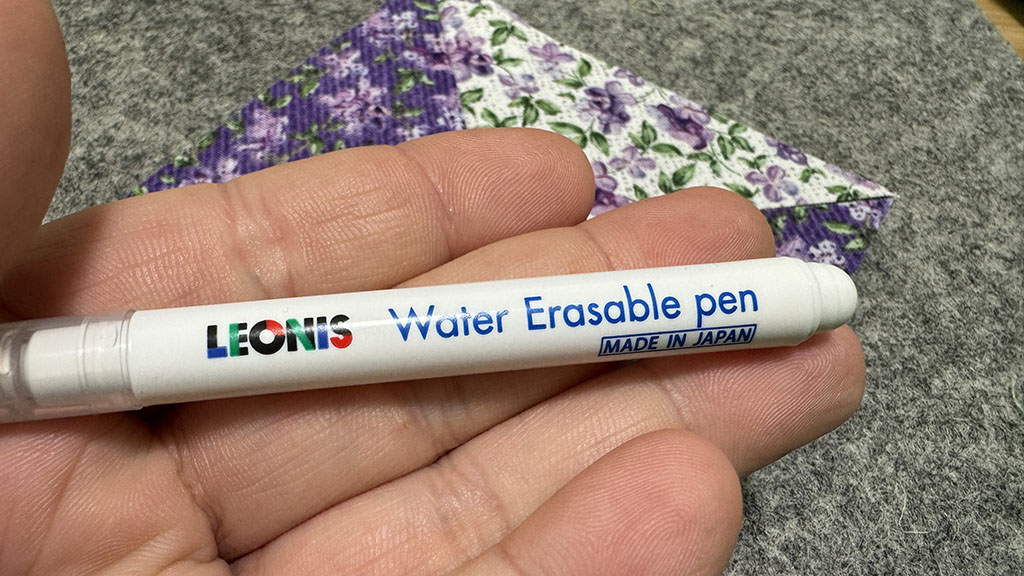 LEONIS Water Erasable pen
MADE IN JAPAN